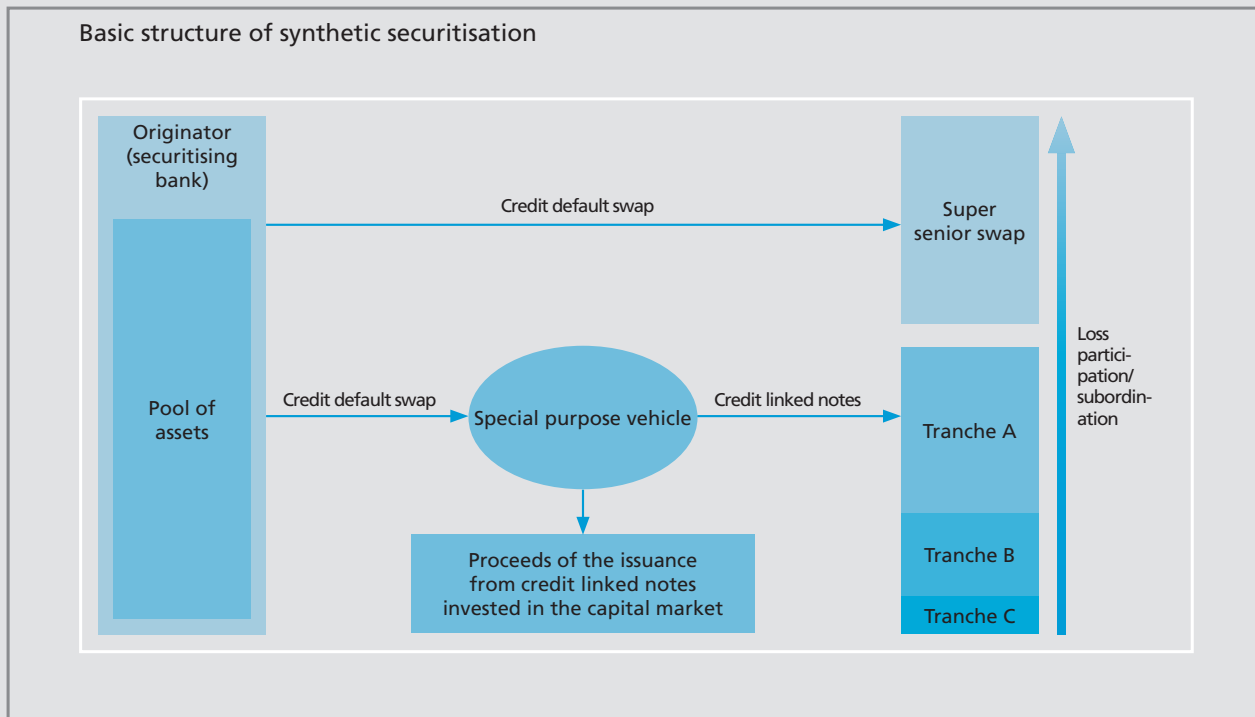 Basic structure of synthetic securitisation
Originator
(securitising
bank)
Pool of
assets
Credit default swap
Super
senior swap
Credit default swap
Special purpose vehicle
Credit linked notes
Proceeds of the issuance
from credit linked notes
invested in the capital market
Tranche A
Tranche B
Tranche C
Loss
partici-
pation/
subordin-
ation